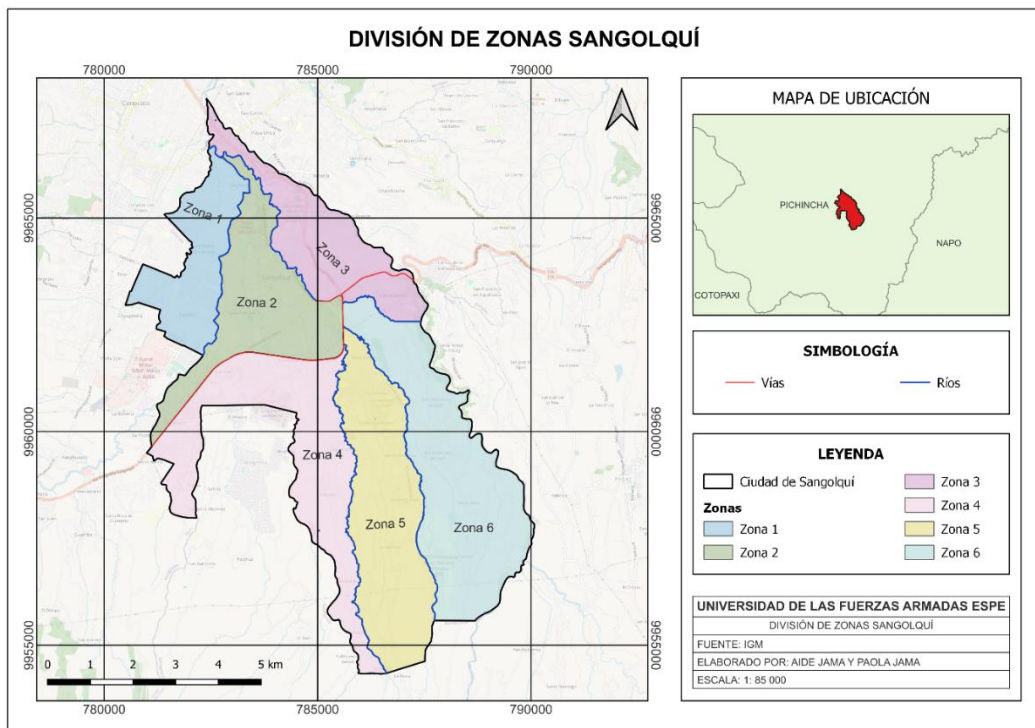 DIVISIÓN DE ZONAS SANGOLQUÍ
780000 785000 790000
9965000
9960000
9955000
9965000
9960000
9955000
Zona 1
Zona 2
Zona 3
Zona 4
Zona 5
Zona 6
0 1 2 3 4 5 km
780000 785000 790000
MAPA DE UBICACIÓN
PICHINCHA
NAPO
COTOPAXI
SIMBOLOGÍA
Vías Ríos
LEYENDA
Ciudad de Sangolquí
Zonas
Zona 1
Zona 2
Zona 3
Zona 4
Zona 5
Zona 6
UNIVERSIDAD DE LAS FUERZAS ARMADAS ESPE
DIVISIÓN DE ZONAS SANGOLQUÍ
FUENTE: IGM
ELABORADO POR: AIDE JAMA Y PAOLA JAMA
ESCALA: 1: 85 000